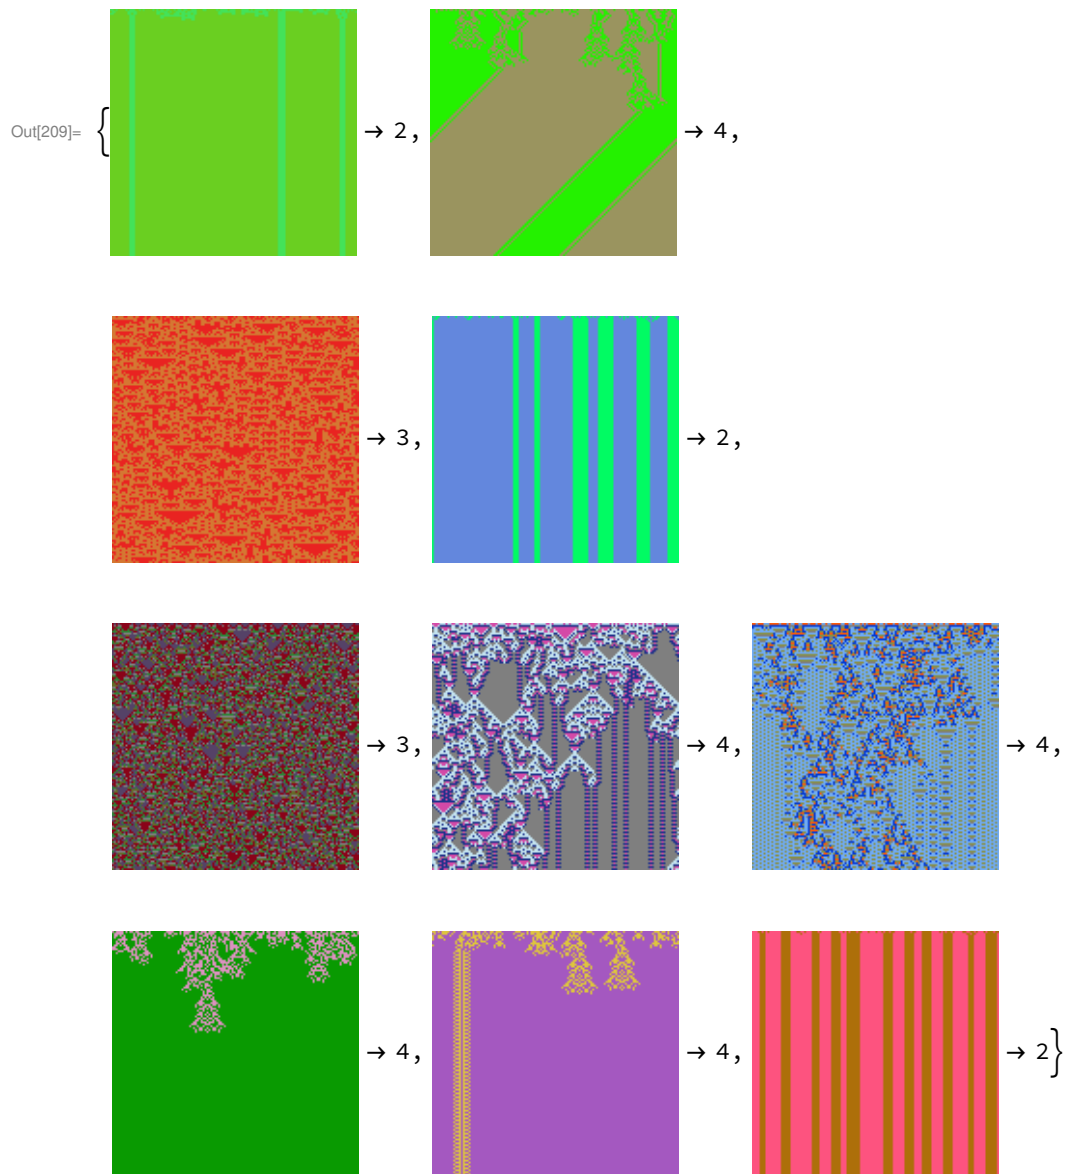 Out[209]= { → 2, → 4,
→ 3, → 2,
→ 3, → 4, → 4,
→ 4, → 4, → 2}